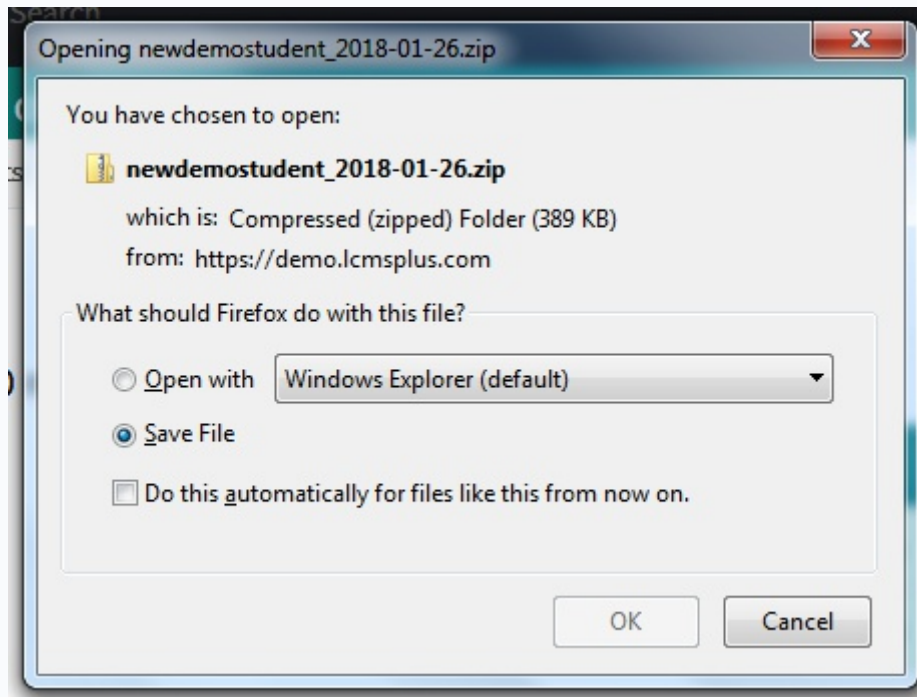 Search
Opening newdemostudent_2018-01-26.zip
You have chosen to open:
newdemostudent_2018-01-26.zip
which is: Compressed (zipped) Folder (389 KB)
from: https://demo.lcmsplus.com
What should Firefox do with this file?
Open with Windows Explorer (default)
Save File
Do this automatically for files like this from now on.
OK Cancel